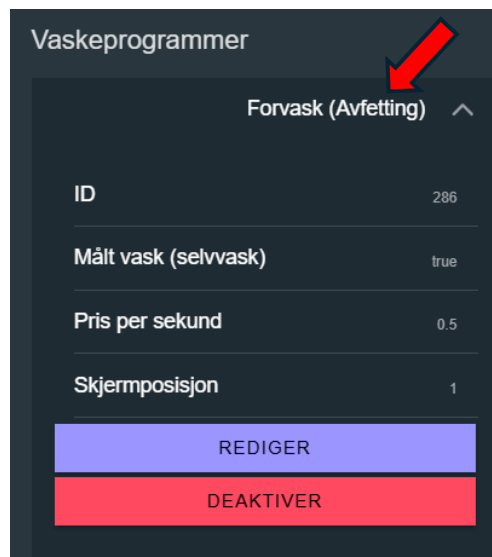 Vaskeprogrammer
Forvask (Avfetting)
ID 286
Målt vask (selvvask) true
Pris per sekund 0.5
Skjermposisjon 1
REDIGER
DEAKTIVER